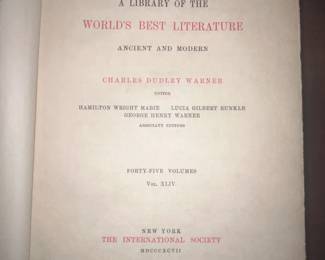 A LIBRARY OF THE
WORLD'S BEST LITERATURE
ANCIENT AND MODERN
CHARLES DUDLEY WARNER
EDITOR
HAMILTON WRIGHT MABIE LUCIA GILBERT RUNKLE
GEORGE HENRY WARNER
ASSOCIATE EDITORS
FORTY-FIVE VOLUMES
VOL. XLIV.
NEW YORK
THE INTERNATIONAL SOCIETY
MDCCCXCVII